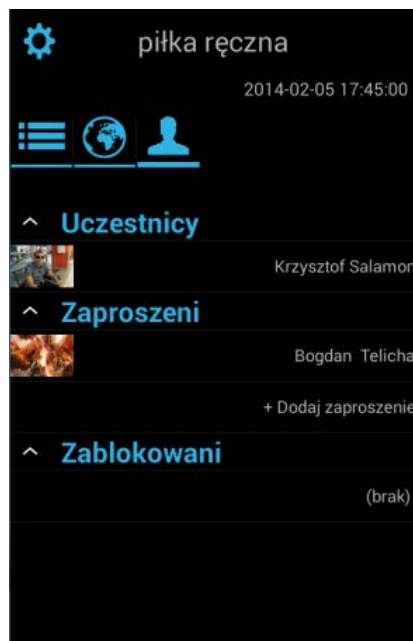 piłka ręczna
2014-02-05 17:45:00
Uczestnicy
Krzysztof Salamon
Zaproszeni
Bogdan Telicha
+ Dodaj zaproszenie
Zablokowani
(brak)